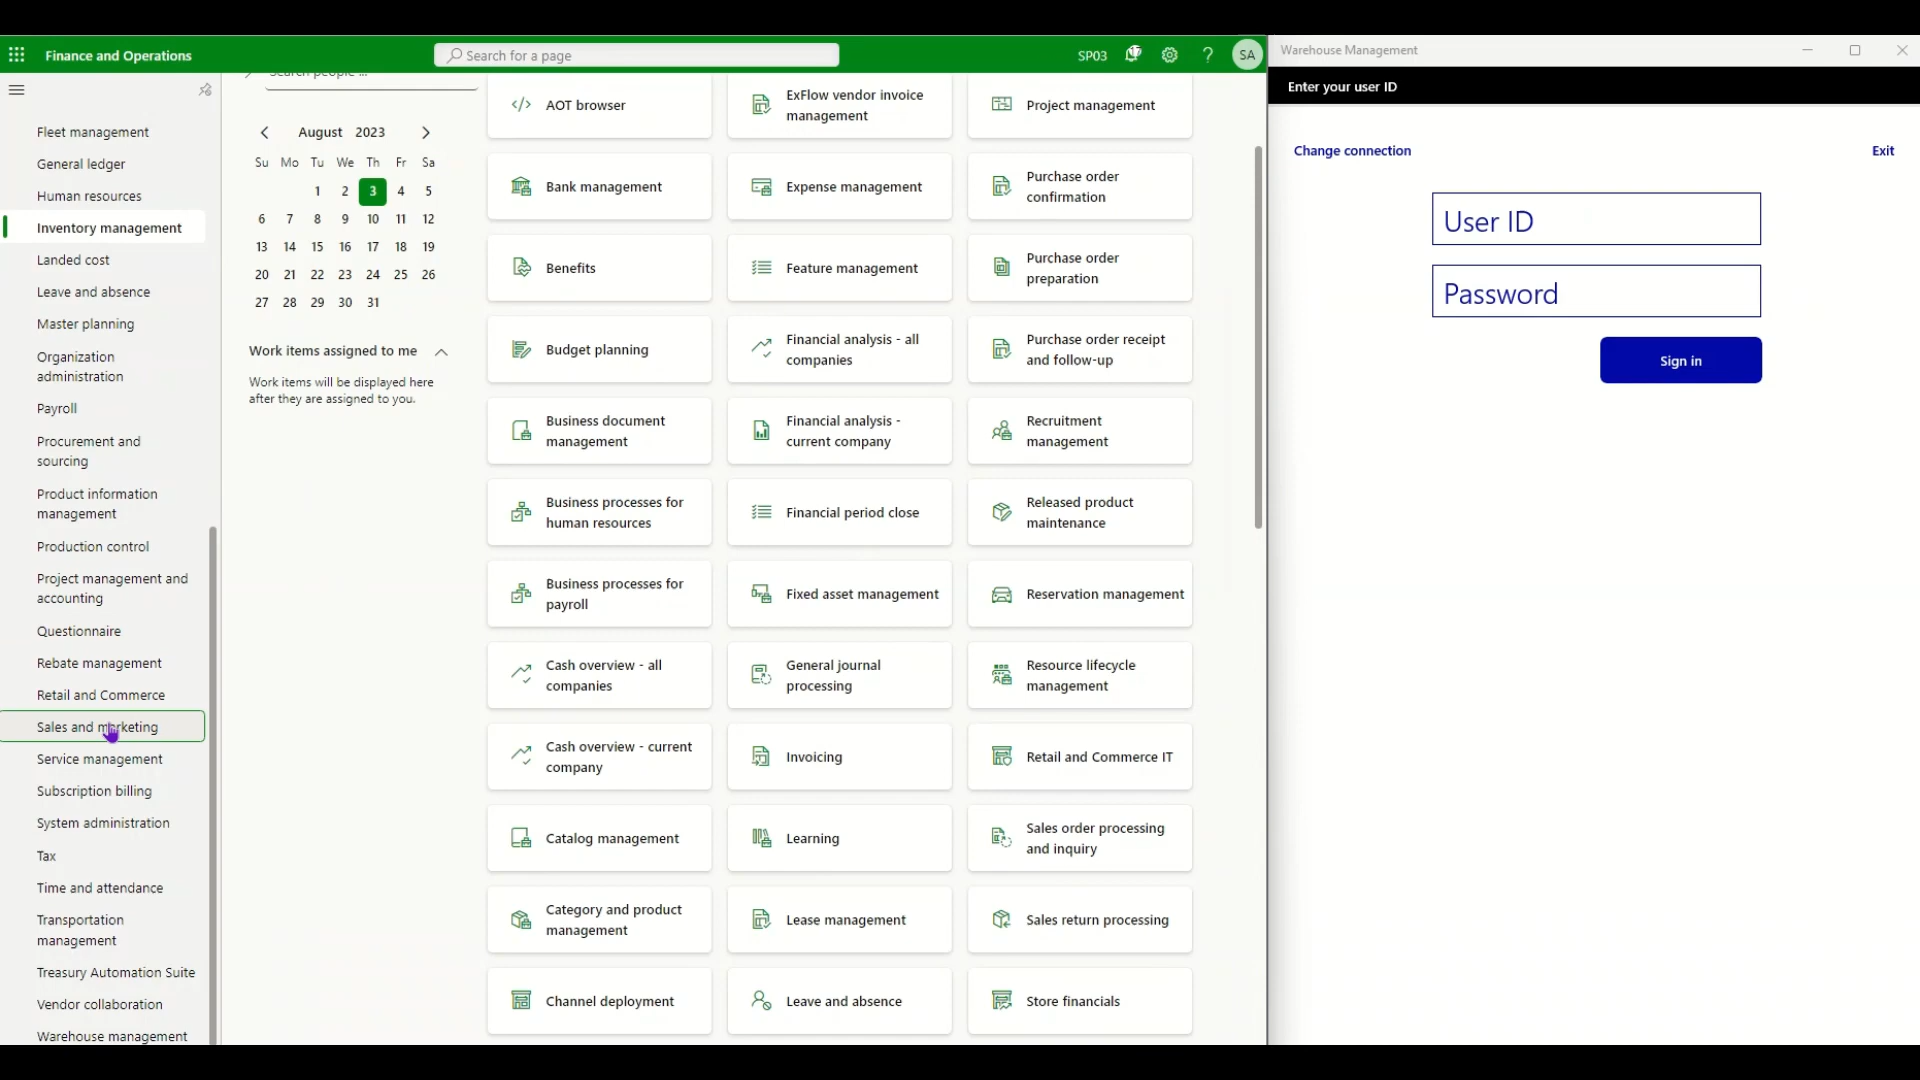 Finance and Operations
Search for a page
SP03
SA
Fleet management
General ledger
Human resources
Inventory management
Landed cost
Leave and absence
Master planning
Organization
administration
Payroll
Procurement and
sourcing
Product information
management
Production control
Project management and
accounting
Questionnaire
Rebate management
Retail and Commerce
Sales and marketing
Service management
Subscription billing
System administration
Tax
Time and attendance
Transportation
management
Treasury Automation Suite
Vendor collaboration
Warehouse management
Search people ...
August 2023
Su Mo Tu We Th Fr Sa
1 2 3 4 5
6 7 8 9 10 11 12
13 14 15 16 17 18 19
20 21 22 23 24 25 26
27 28 29 30 31
Work items assigned to me
Work items will be displayed here
after they are assigned to you.
AOT browser
Bank management
Benefits
Budget planning
Business document
management
Business processes for
human resources
Business processes for
payroll
Cash overview - all
companies
Cash overview - current
company
Catalog management
Category and product
management
Channel deployment
ExFlow vendor invoice
management
Expense management
Feature management
Financial analysis - all
companies
Financial analysis -
current company
Financial period close
Fixed asset management
General journal
processing
Invoicing
Learning
Lease management
Leave and absence
Project management
Purchase order
confirmation
Purchase order
preparation
Purchase order receipt
and follow-up
Recruitment
management
Released product
maintenance
Reservation management
Resource lifecycle
management
Retail and Commerce IT
Sales order processing
and inquiry
Sales return processing
Store financials
Warehouse Management
Enter your user ID
Change connection
Exit
User ID
Password
Sign in